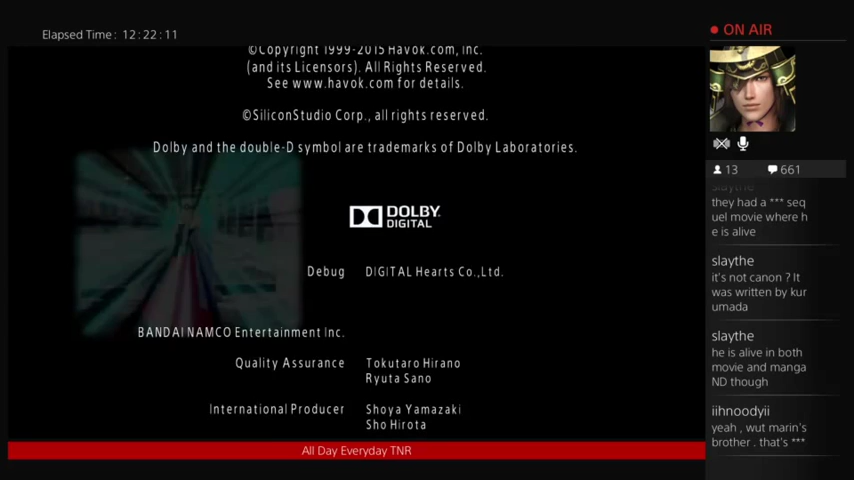 Elapsed Time : 12:22:11
ON AIR
©Copyright 1999-2015 Havok.com, Inc.
(and its Licensors). All Rights Reserved.
See www.havok.com for details.
©SiliconStudio Corp., all rights reserved.
Dolby and the double-D symbol are trademarks of Dolby Laboratories.
DOLBY
DIGITAL
Debug DIGITAL Hearts Co.,Ltd.
BANDAI NAMCO Entertainment Inc.
Quality Assurance Tokutaro Hirano
Ryuta Sano
International Producer Shoya Yamazaki
Sho Hirota
All Day Everyday TNR
13 661
slaythe
they had a *** seq
uel movie where h
e is alive
slaythe
it's not canon ? It
was written by kur
umada
slaythe
he is alive in both
movie and manga
ND though
iihnoodyii
yeah , wut marin's
brother . that's ***